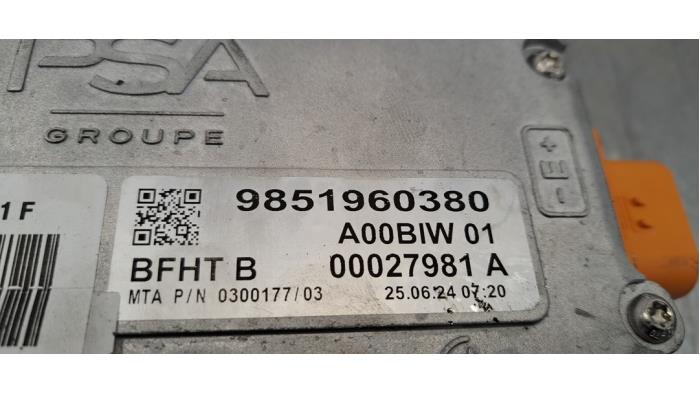 PSA
GROUPE
1 F
9851960380
A00BIW 01
BFHT B 00027981 A
MTA P/N 0300177/03 25.06.24 07:20
- E +